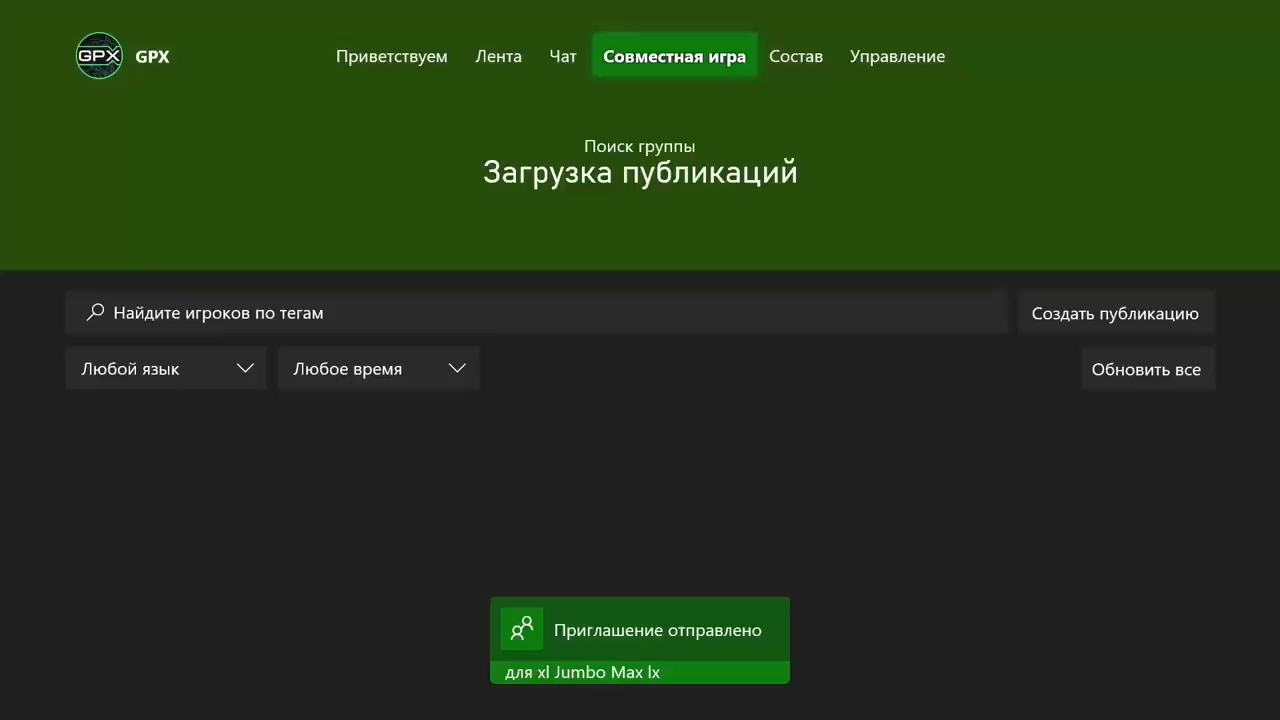 GPX GPX Приветствуем Лента Чат Совместная игра Состав Управление
Поиск группы
Загрузка публикаций
Найдите игроков по тегам Создать публикацию
Любой язык Любое время Обновить все
Приглашение отправлено
для xl Jumbo Max lx